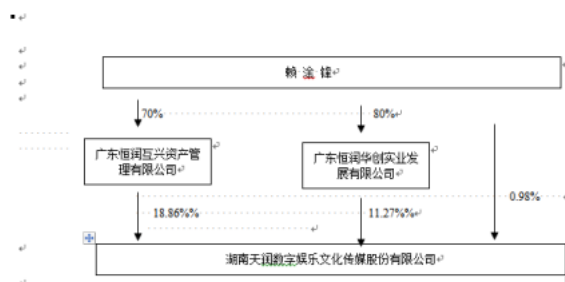 赖 淦 锋
70%
80%
广东恒润互兴资产管
理有限公司
广东恒润华创实业发
展有限公司
0.98%
18.86%%
11.27%%
湖南天润数字娱乐文化传媒股份有限公司